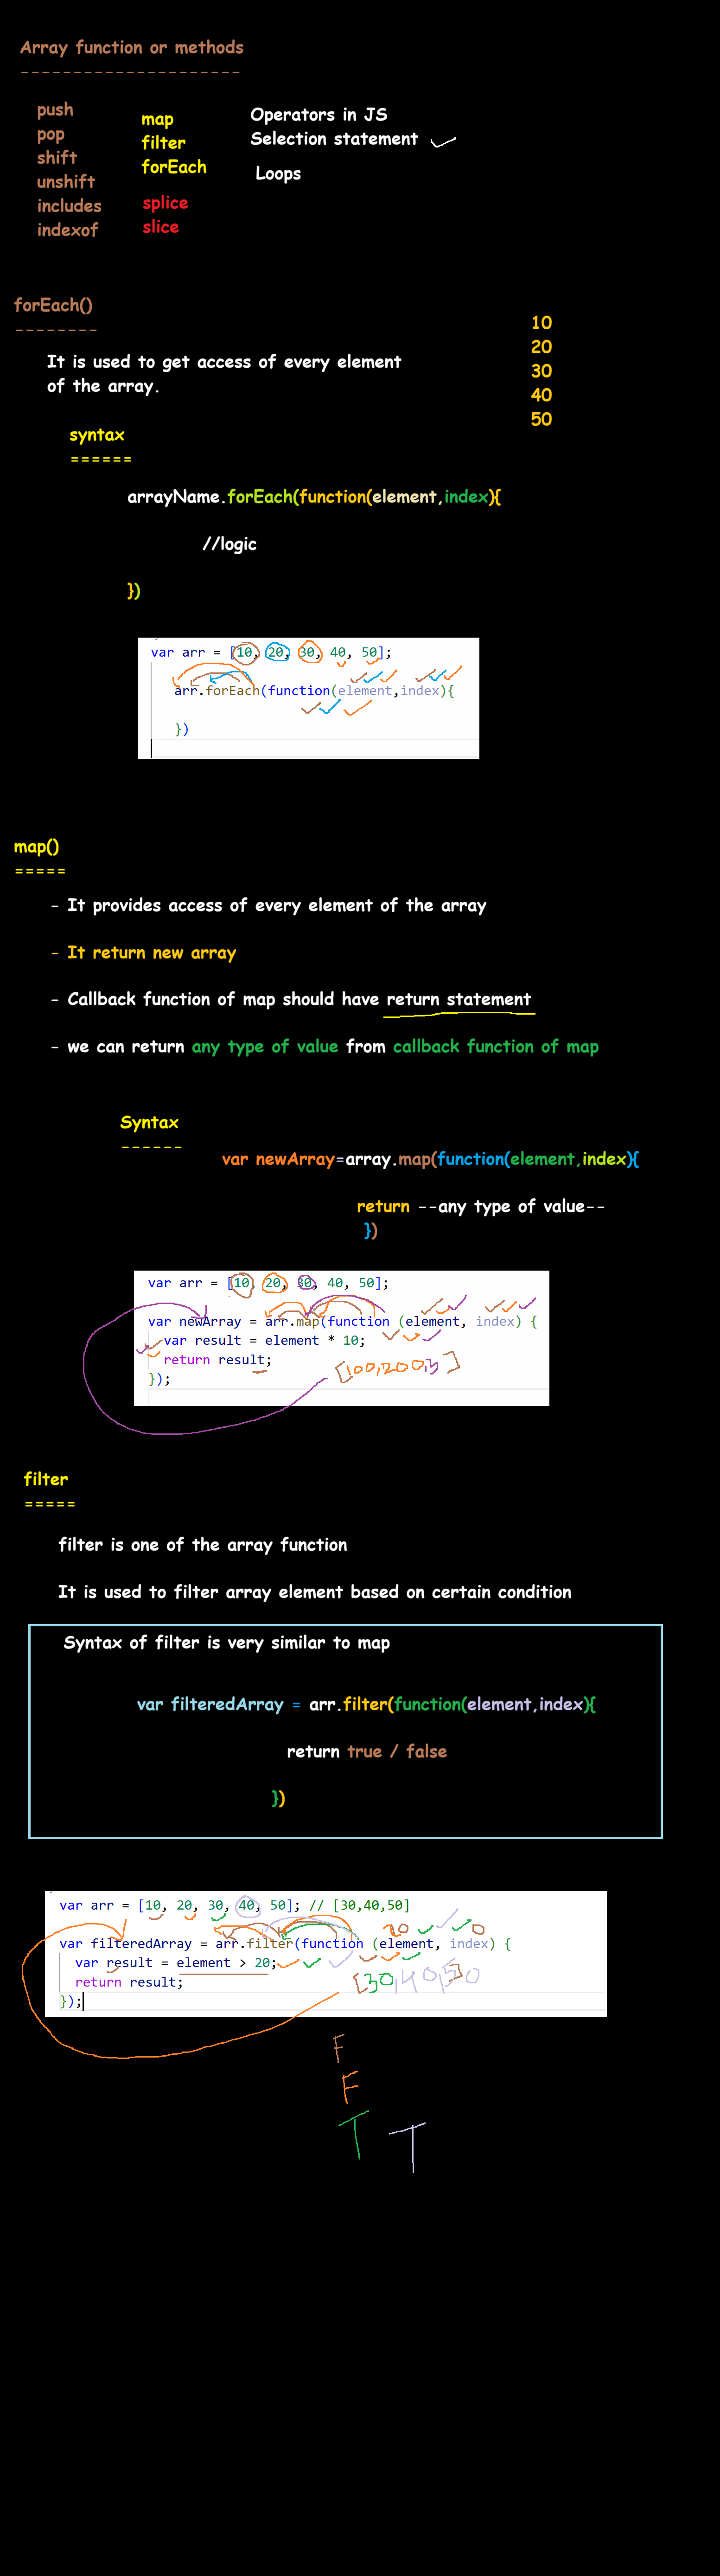 Array function or methods
---------------------
push
pop
shift
unshift
includes
indexof
map
filter
forEach
splice
slice
Operators in JS
Selection statement
Loops
forEach()
--------
It is used to get access of every element
of the array.
10
20
30
40
50
syntax
======
arrayName.forEach(function(element,index){
//logic
})
var arr = [10, 20, 30, 40, 50];
arr.forEach(function(element,index){
})
map()
=====
- It provides access of every element of the array
- It return new array
- Callback function of map should have return statement
- we can return any type of value from callback function of map
Syntax
------
var newArray=array.map(function(element,index){
return --any type of value--
})
var arr = [10, 20, 30, 40, 50];
var newArray = arr.map(function (element, index) {
var result = element * 10;
return result;
});
[100,200,3 ]
filter
=====
filter is one of the array function
It is used to filter array element based on certain condition
Syntax of filter is very similar to map
var filteredArray = arr.filter(function(element,index){
return true / false
})
var arr = [10, 20, 30, 40, 50]; // [30,40,50]
20 0
var filteredArray = arr.filter(function (element, index) {
var result = element > 20;
return result;
});
[30,40,50
F
F
T T